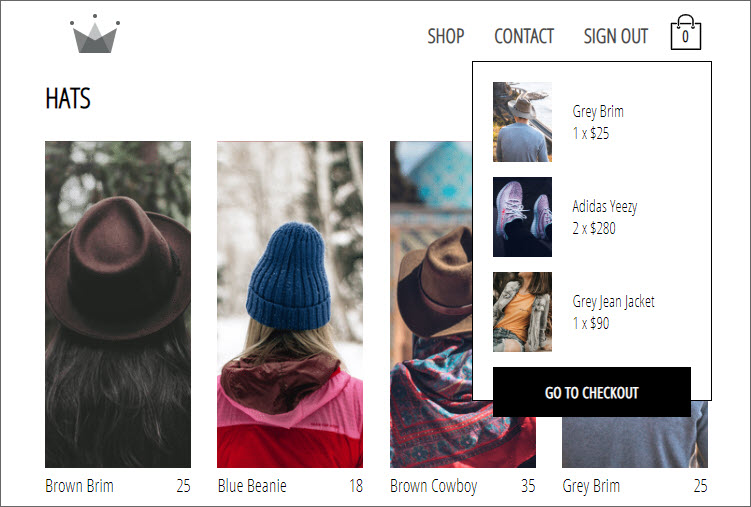 SHOP CONTACT SIGN OUT 0
HATS
Grey Brim
1 x $25
Adidas Yeezy
2 x $280
Grey Jean Jacket
1 x $90
GO TO CHECKOUT
Brown Brim 25
Blue Beanie 18
Brown Cowboy 35
Grey Brim 25